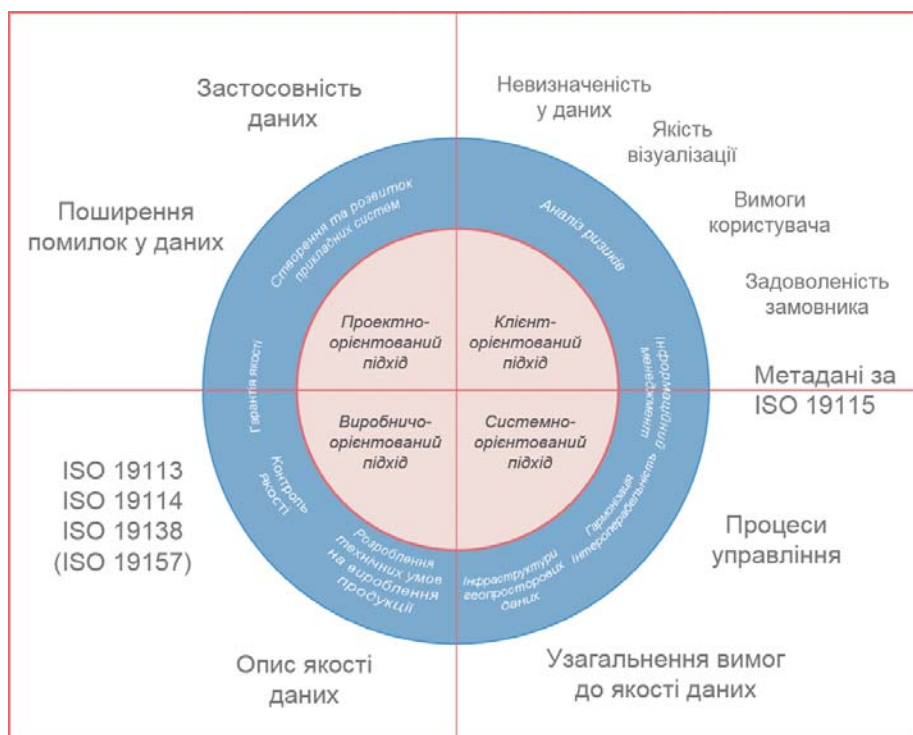 Застосовність
даних
Невизначеність
у даних
Якість
візуалізації
Вимоги
користувача
Задоволеність
замовника
Поширення
помилок у даних
Створення та розвиток
прикладних систем
Аналіз ризиків
Проектно-
орієнтований
підхід
Клієнт-
орієнтований
підхід
Гарантія якості
Інформаційний
менеджмент
Метадані за
ISO 19115
Виробничо-
орієнтований
підхід
Системно-
орієнтований
підхід
ISO 19113
ISO 19114
ISO 19138
(ISO 19157)
Контроль
якості
Розроблення
технічних умов
на вироблення
продукції
Інфраструктури
геопросторових
даних
Гармонізація
Інтероперабельність
Процеси
управління
Опис якості
даних
Узагальнення вимог
до якості даних